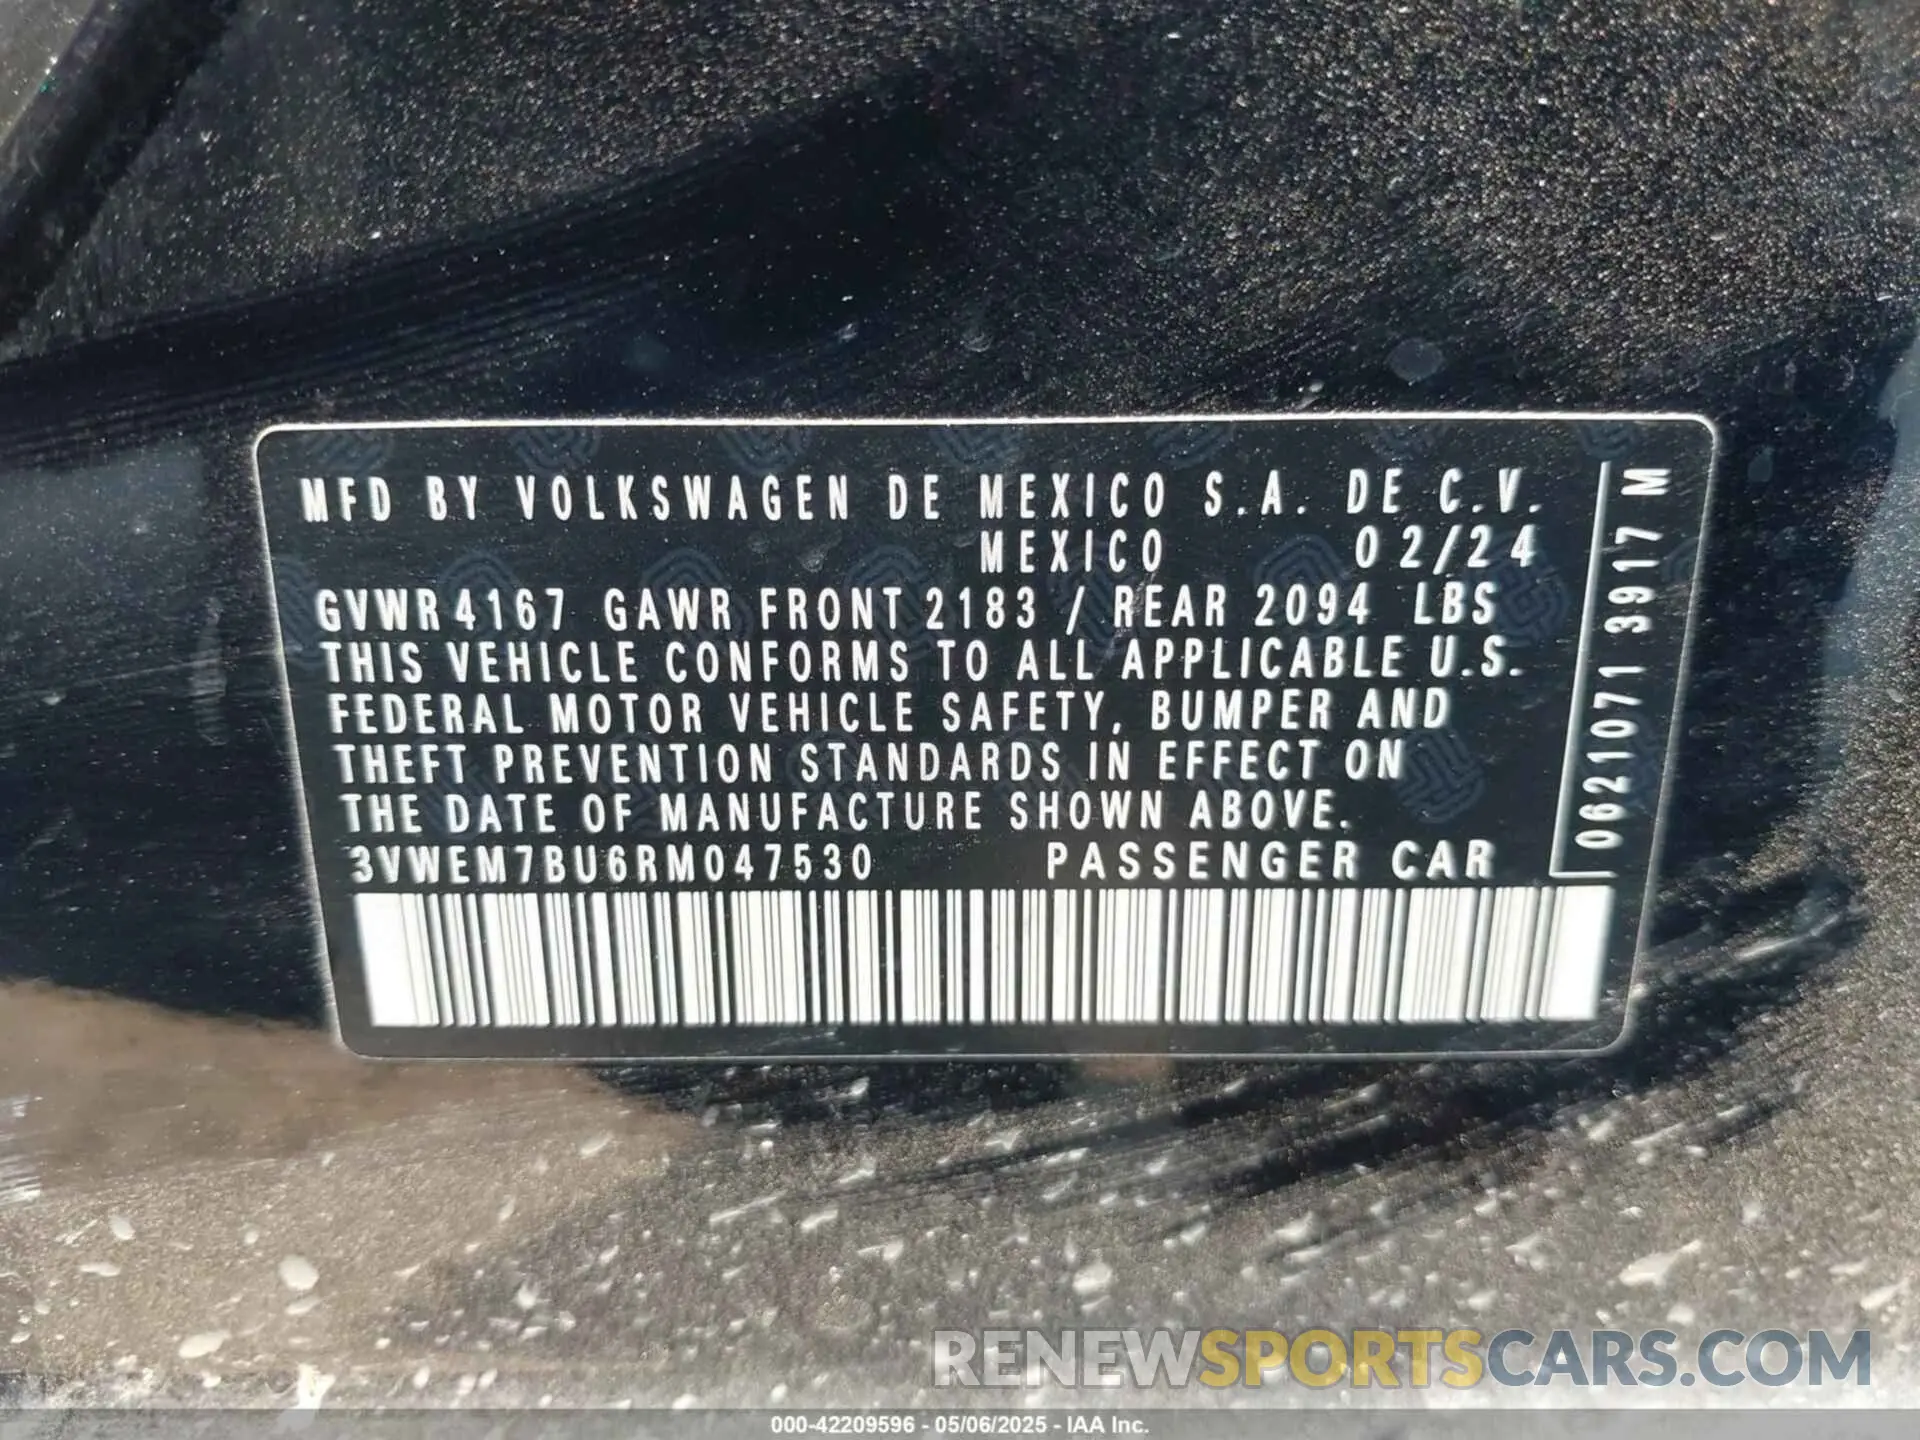 MFD BY VOLKSWAGEN DE MEXICO S.A. DE C.V.
MEXICO 02/24
GVWR 4167 GAWR FRONT 2183 / REAR 2094 LBS
THIS VEHICLE CONFORMS TO ALL APPLICABLE U.S.
FEDERAL MOTOR VEHICLE SAFETY, BUMPER AND
THEFT PREVENTION STANDARDS IN EFFECT ON
THE DATE OF MANUFACTURE SHOWN ABOVE.
3VWEM7BU6RM047530 PASSENGER CAR
0621071 3917 M
RENEWSPORTSCARS.COM
000-42209596 - 05/06/2025 - IAA Inc.